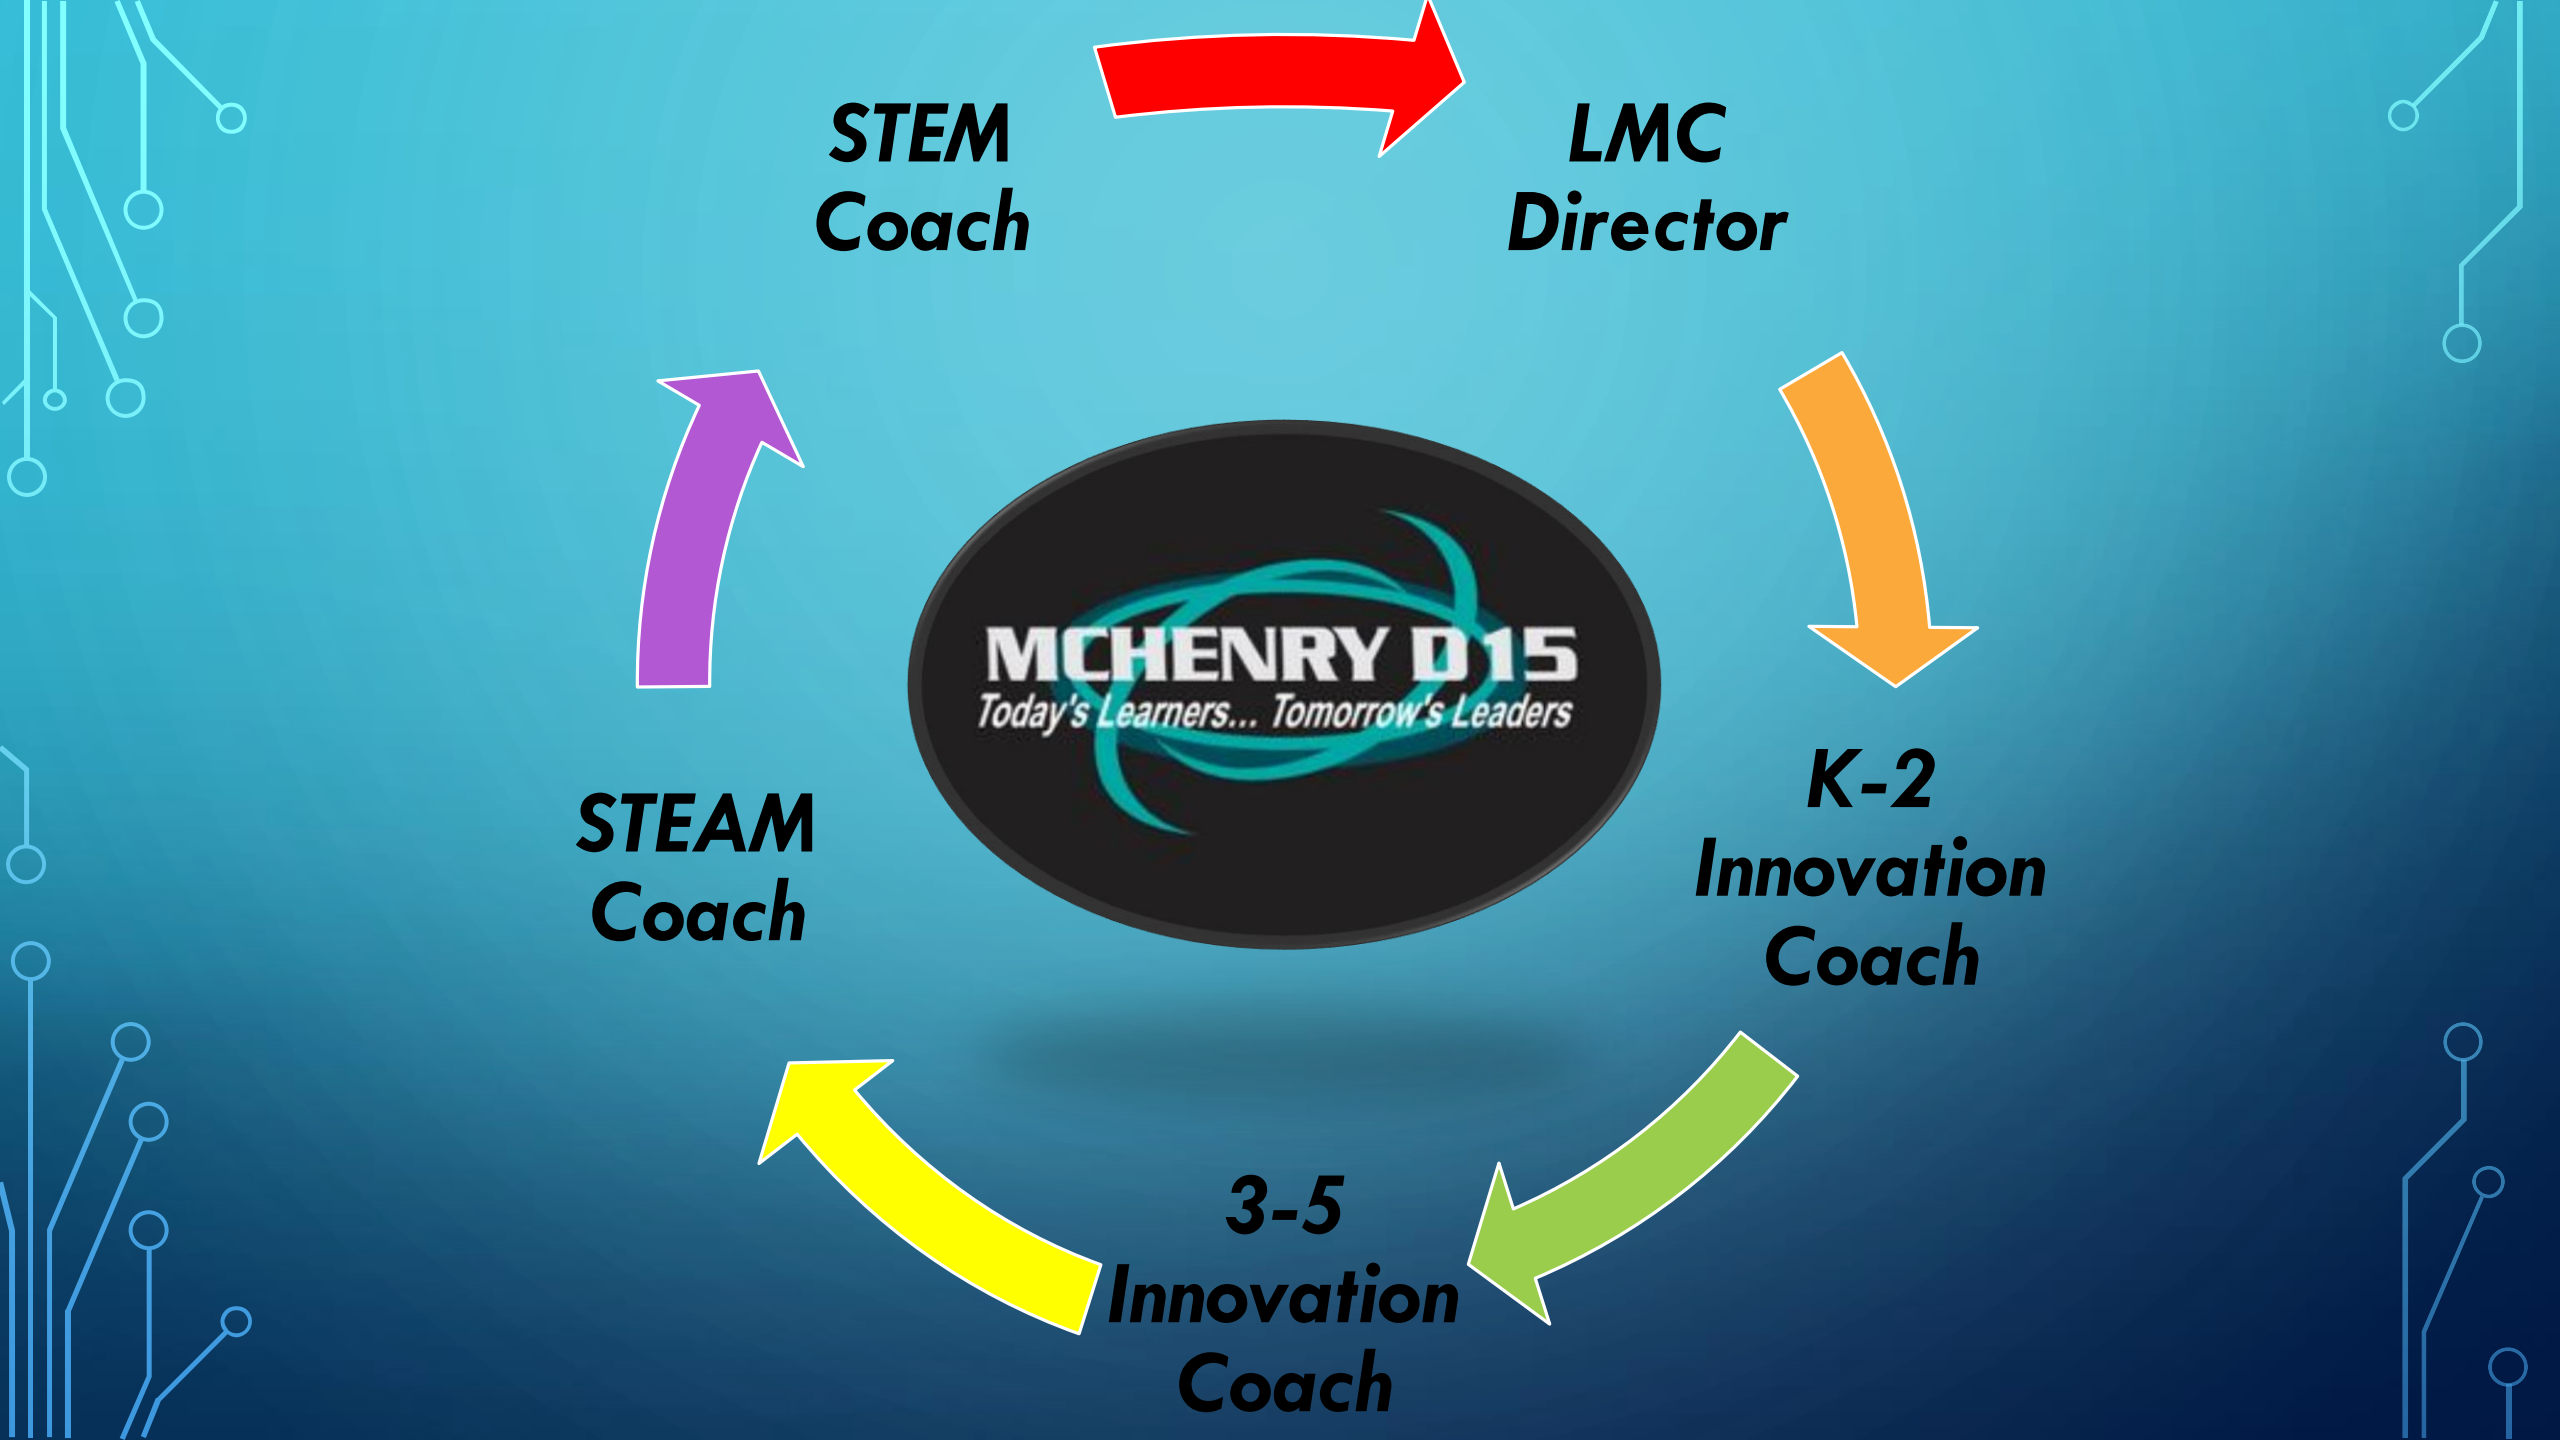 STEM
Coach
LMC
Director
MCHENRY D15
Today's Learners... Tomorrow's Leaders
K-2
Innovation
Coach
STEAM
Coach
3-5
Innovation
Coach